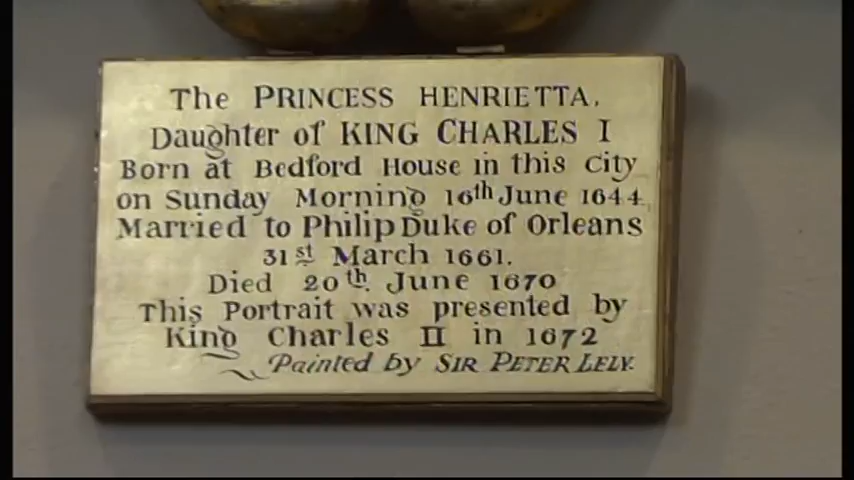 The PRINCESS HENRIETTA.
Daughter of KING CHARLES I
Born at Bedford House in this City
on Sunday Morning 16th June 1644
Married to Philip Duke of Orleans
31st March 1661.
Died 20th June 1670
This Portrait was presented by
King Charles II in 1672
Painted by SIR PETER LELY.